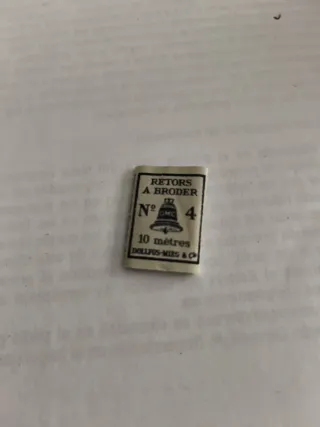 RETORS
A BRODER
Nº 4
10 mètres
DOLLFUS-MIEG & Cie